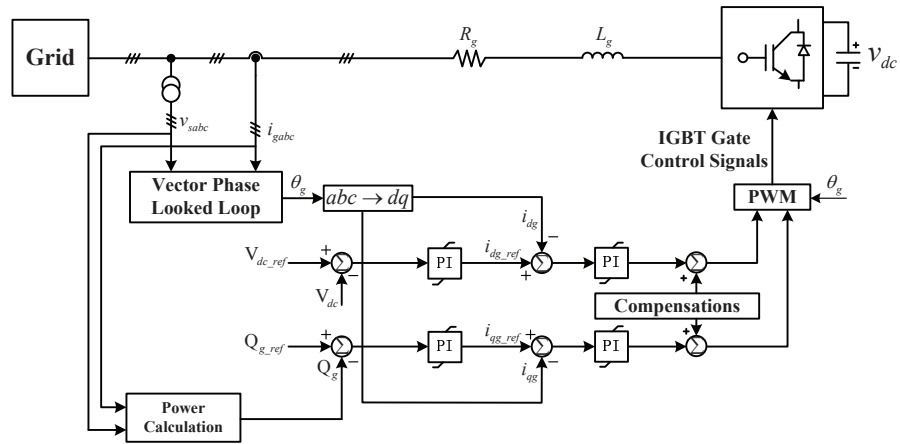 Grid
R_g
L_g
v_dc
v_sabc
i_gabc
IGBT Gate
Control Signals
Vector Phase
Looked Loop
θ_g
abc → dq
PWM
θ_g
i_dg
V_dc_ref
PI
i_dg_ref
PI
V_dc
Compensations
Q_g_ref
PI
i_qg_ref
PI
Q_g
i_qg
Power
Calculation